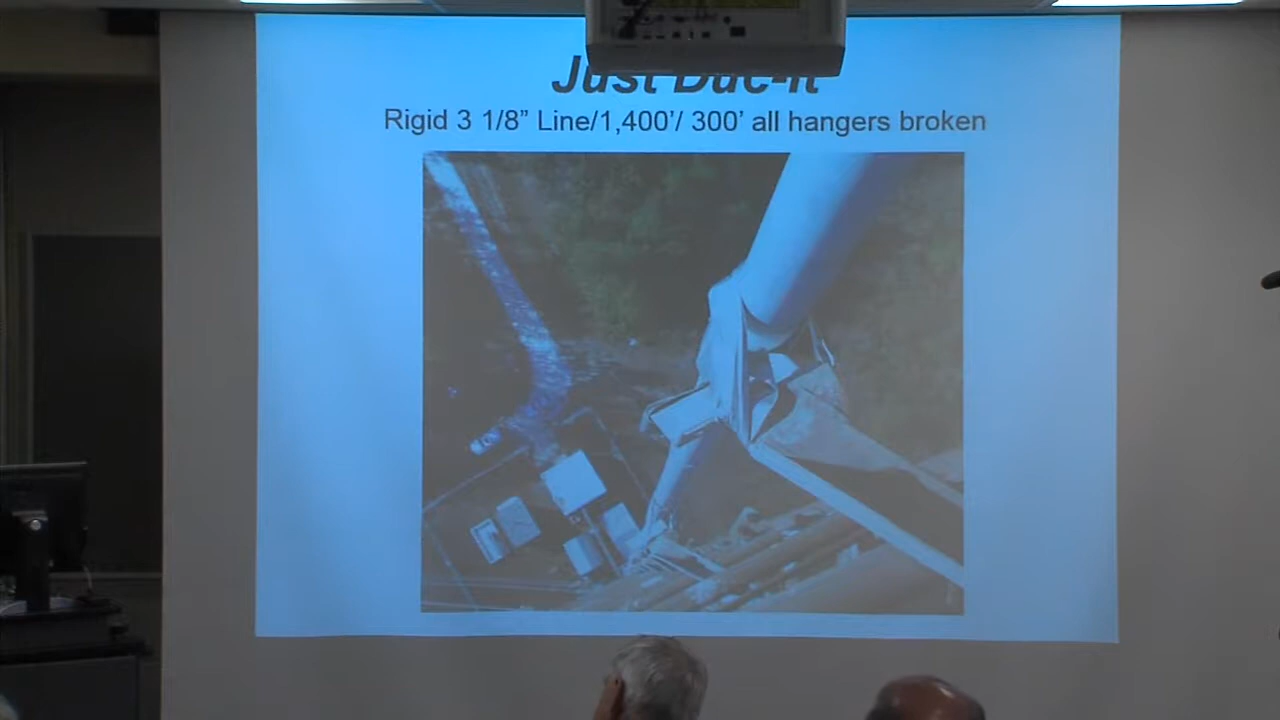 Just Duc-it
Rigid 3 1/8” Line/1,400’/ 300’ all hangers broken